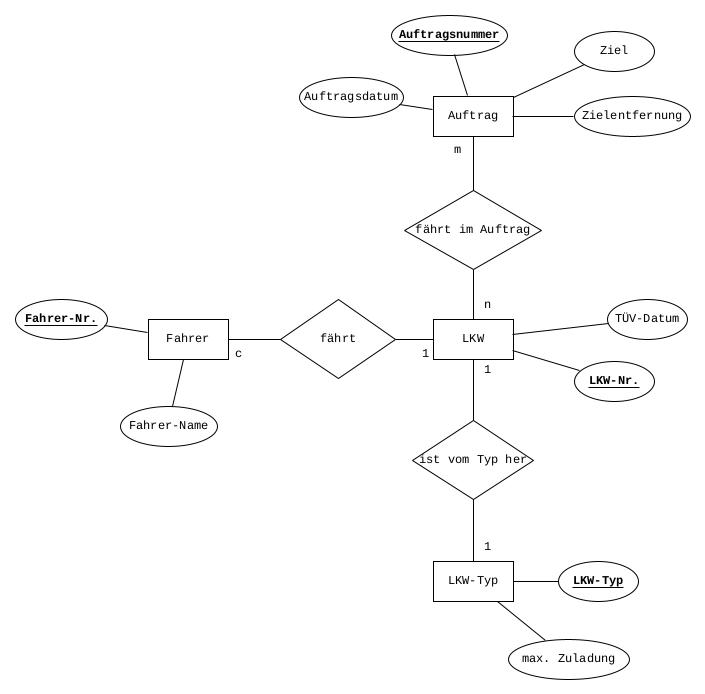 Auftragsnummer
Ziel
Auftragsdatum
Auftrag
Zielentfernung
m
fährt im Auftrag
n
Fahrer-Nr.
TÜV-Datum
Fahrer
fährt
LKW
c
1
1
LKW-Nr.
Fahrer-Name
ist vom Typ her
1
LKW-Typ
LKW-Typ
max. Zuladung